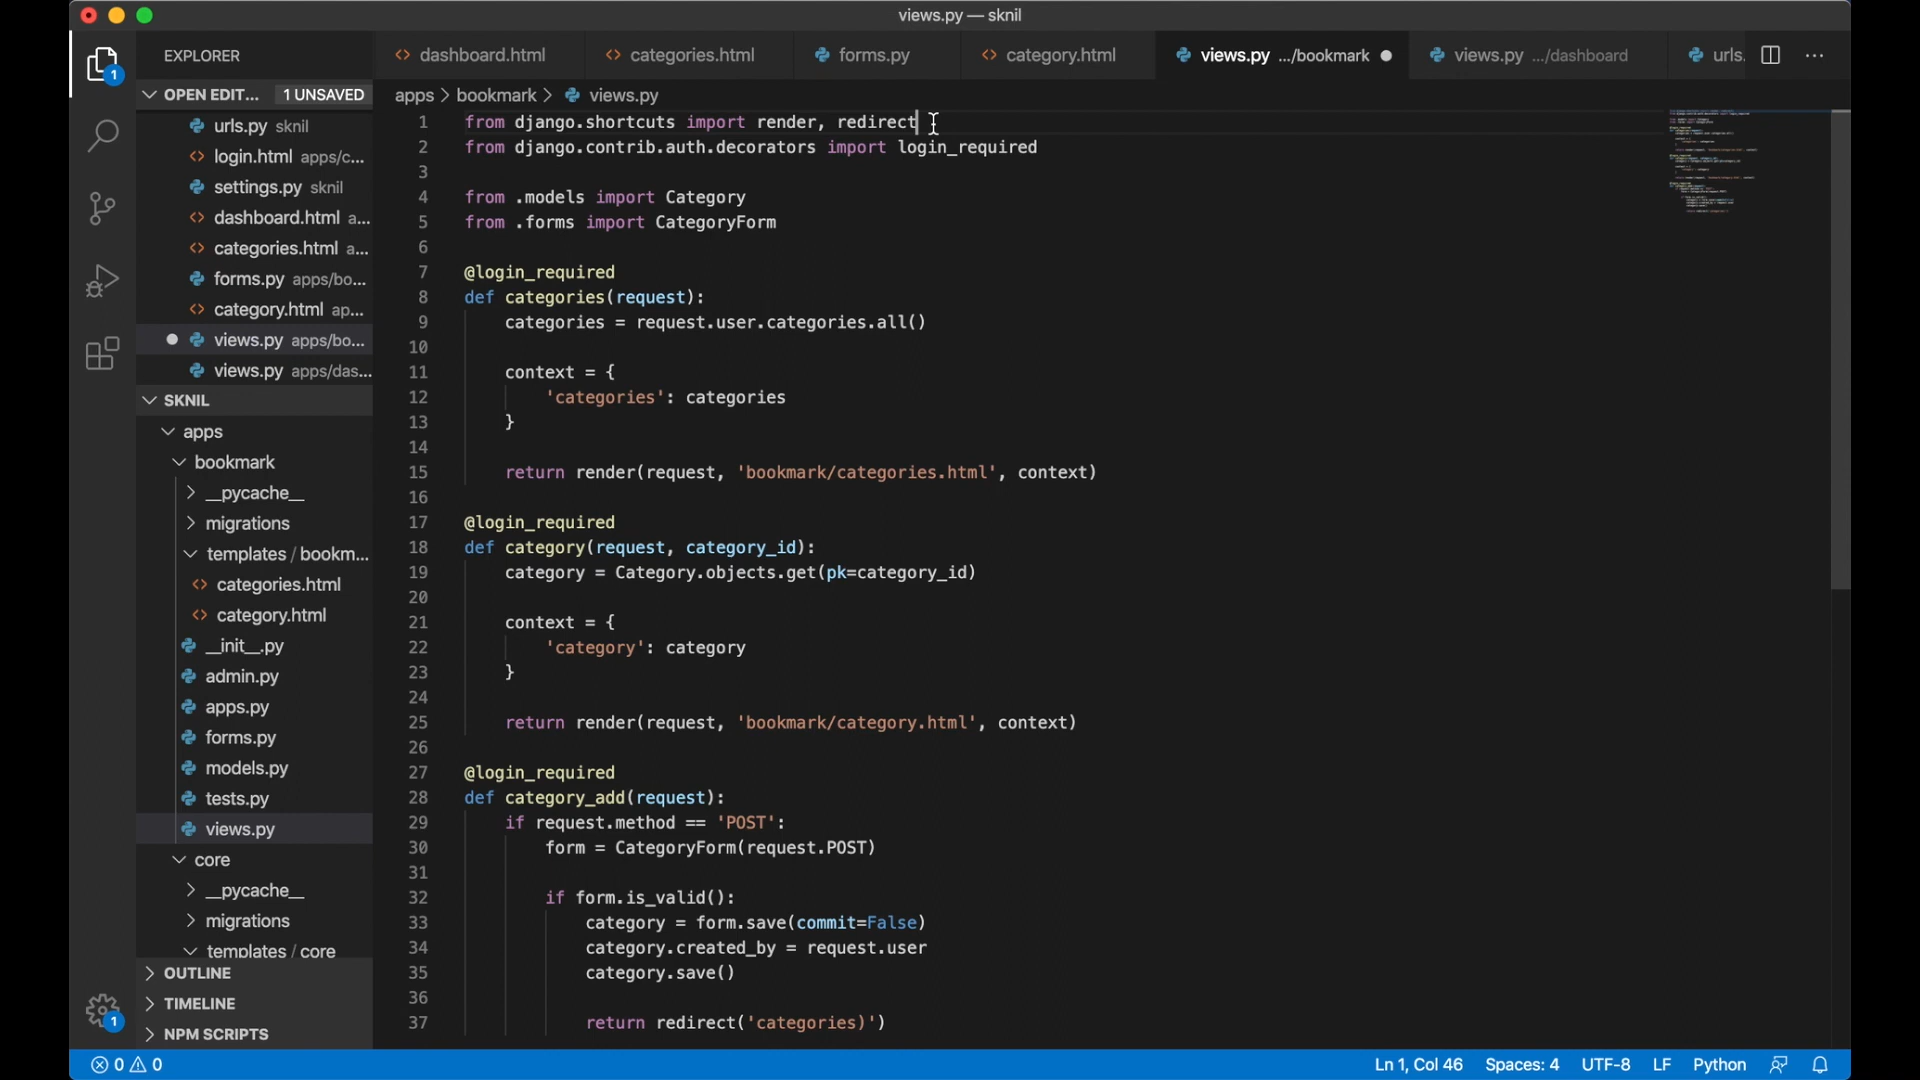 views.py — sknil
EXPLORER
dashboard.html
categories.html
forms.py
category.html
views.py .../bookmark
views.py .../dashboard
urls.
OPEN EDIT... 1 UNSAVED
apps > bookmark > views.py
urls.py sknil
login.html apps/c...
settings.py sknil
dashboard.html a...
categories.html a...
forms.py apps/bo...
category.html ap...
views.py apps/bo...
views.py apps/das...
SKNIL
apps
bookmark
__pycache__
migrations
templates / bookm...
categories.html
category.html
__init__.py
admin.py
apps.py
forms.py
models.py
tests.py
views.py
core
__pycache__
migrations
templates / core
OUTLINE
TIMELINE
NPM SCRIPTS
1 from django.shortcuts import render, redirect
2 from django.contrib.auth.decorators import login_required
3
4 from .models import Category
5 from .forms import CategoryForm
6
7 @login_required
8 def categories(request):
9 categories = request.user.categories.all()
10
11 context = {
12 'categories': categories
13 }
14
15 return render(request, 'bookmark/categories.html', context)
16
17 @login_required
18 def category(request, category_id):
19 category = Category.objects.get(pk=category_id)
20
21 context = {
22 'category': category
23 }
24
25 return render(request, 'bookmark/category.html', context)
26
27 @login_required
28 def category_add(request):
29 if request.method == 'POST':
30 form = CategoryForm(request.POST)
31
32 if form.is_valid():
33 category = form.save(commit=False)
34 category.created_by = request.user
35 category.save()
36
37 return redirect('categories)')
1
1
0 0
Ln 1, Col 46
Spaces: 4
UTF-8
LF
Python